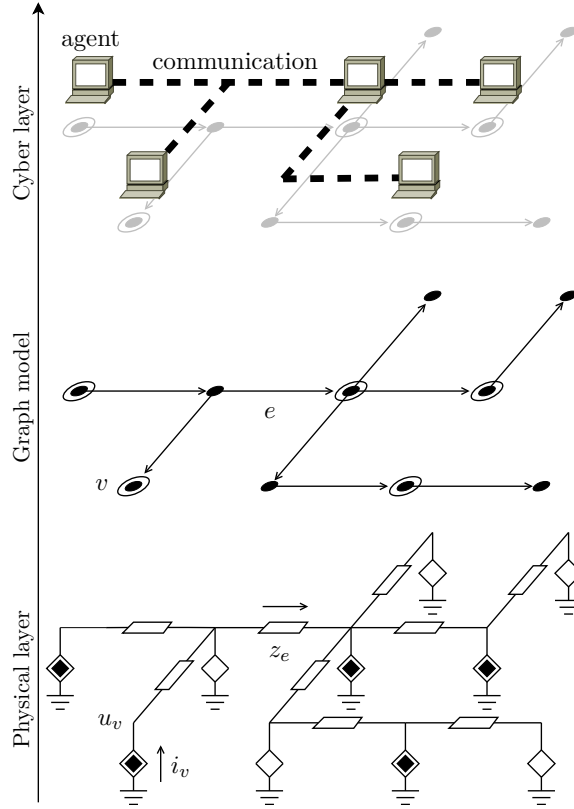 agent
communication
Cyber layer
Graph model
e
v
Physical layer
z_e
u_v
i_v